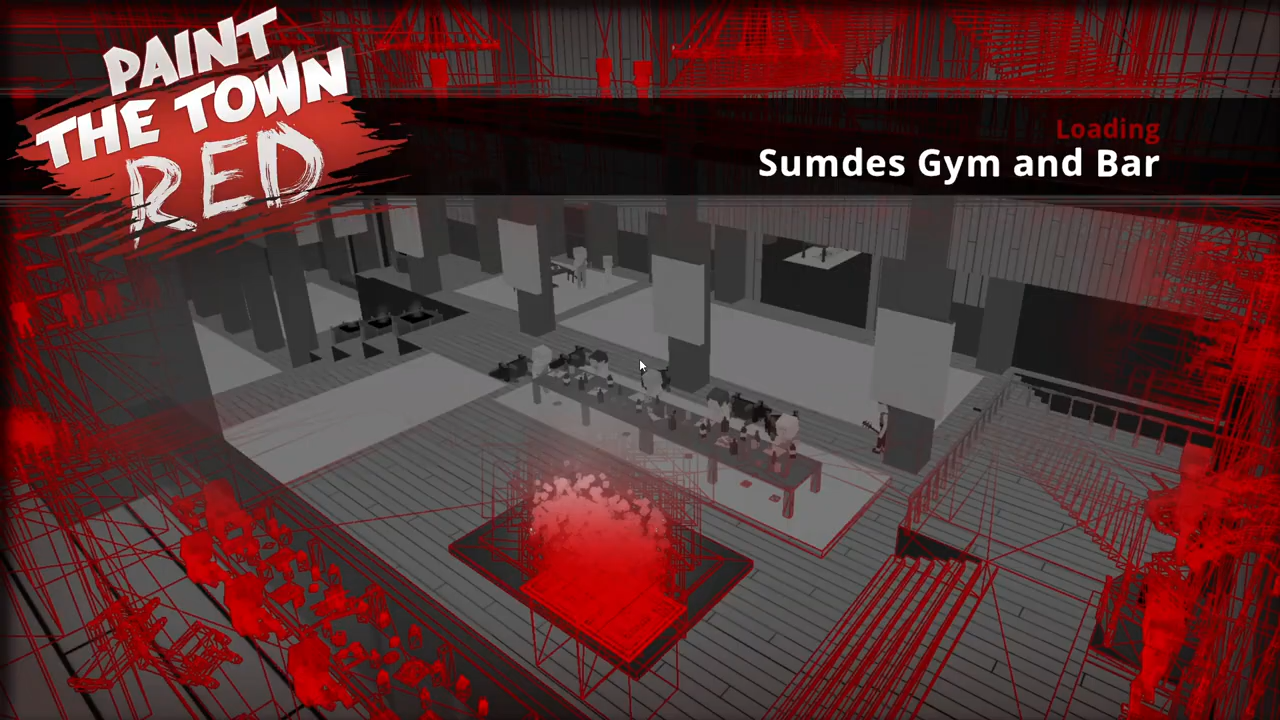 PAINT
THE TOWN
RED
Loading
Sumdes Gym and Bar